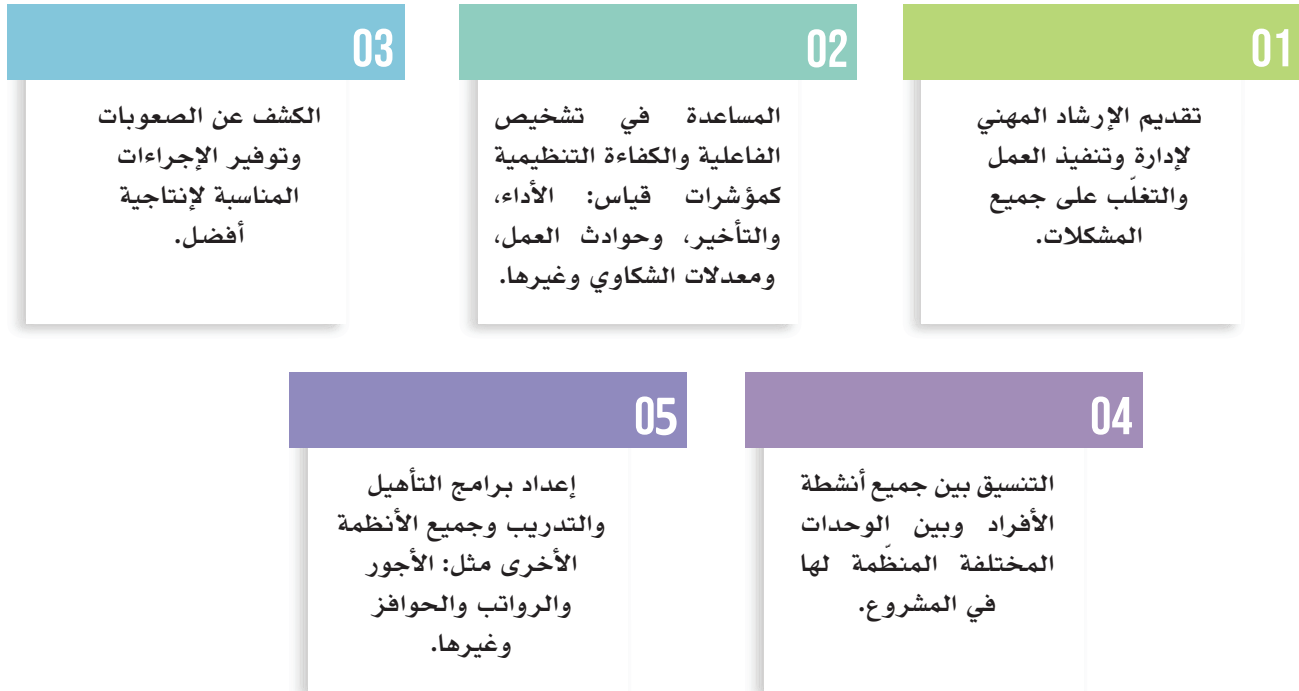 01
تقديم الإرشاد المهني
لإدارة وتنفيذ العمل
والتغلّب على جميع
المشكلات.
02
المساعدة في تشخيص
الفاعلية والكفاءة التنظيمية
كمؤشرات قياس: الأداء،
والتأخير، وحوادث العمل،
ومعدلات الشكاوي وغيرها.
03
الكشف عن الصعوبات
وتوفير الإجراءات
المناسبة لإنتاجية
أفضل.
04
التنسيق بين جميع أنشطة
الأفراد وبين الوحدات
المختلفة المنظّمة لها
في المشروع.
05
إعداد برامج التأهيل
والتدريب وجميع الأنظمة
الأخرى مثل: الأجور
والرواتب والحوافز
وغيرها.